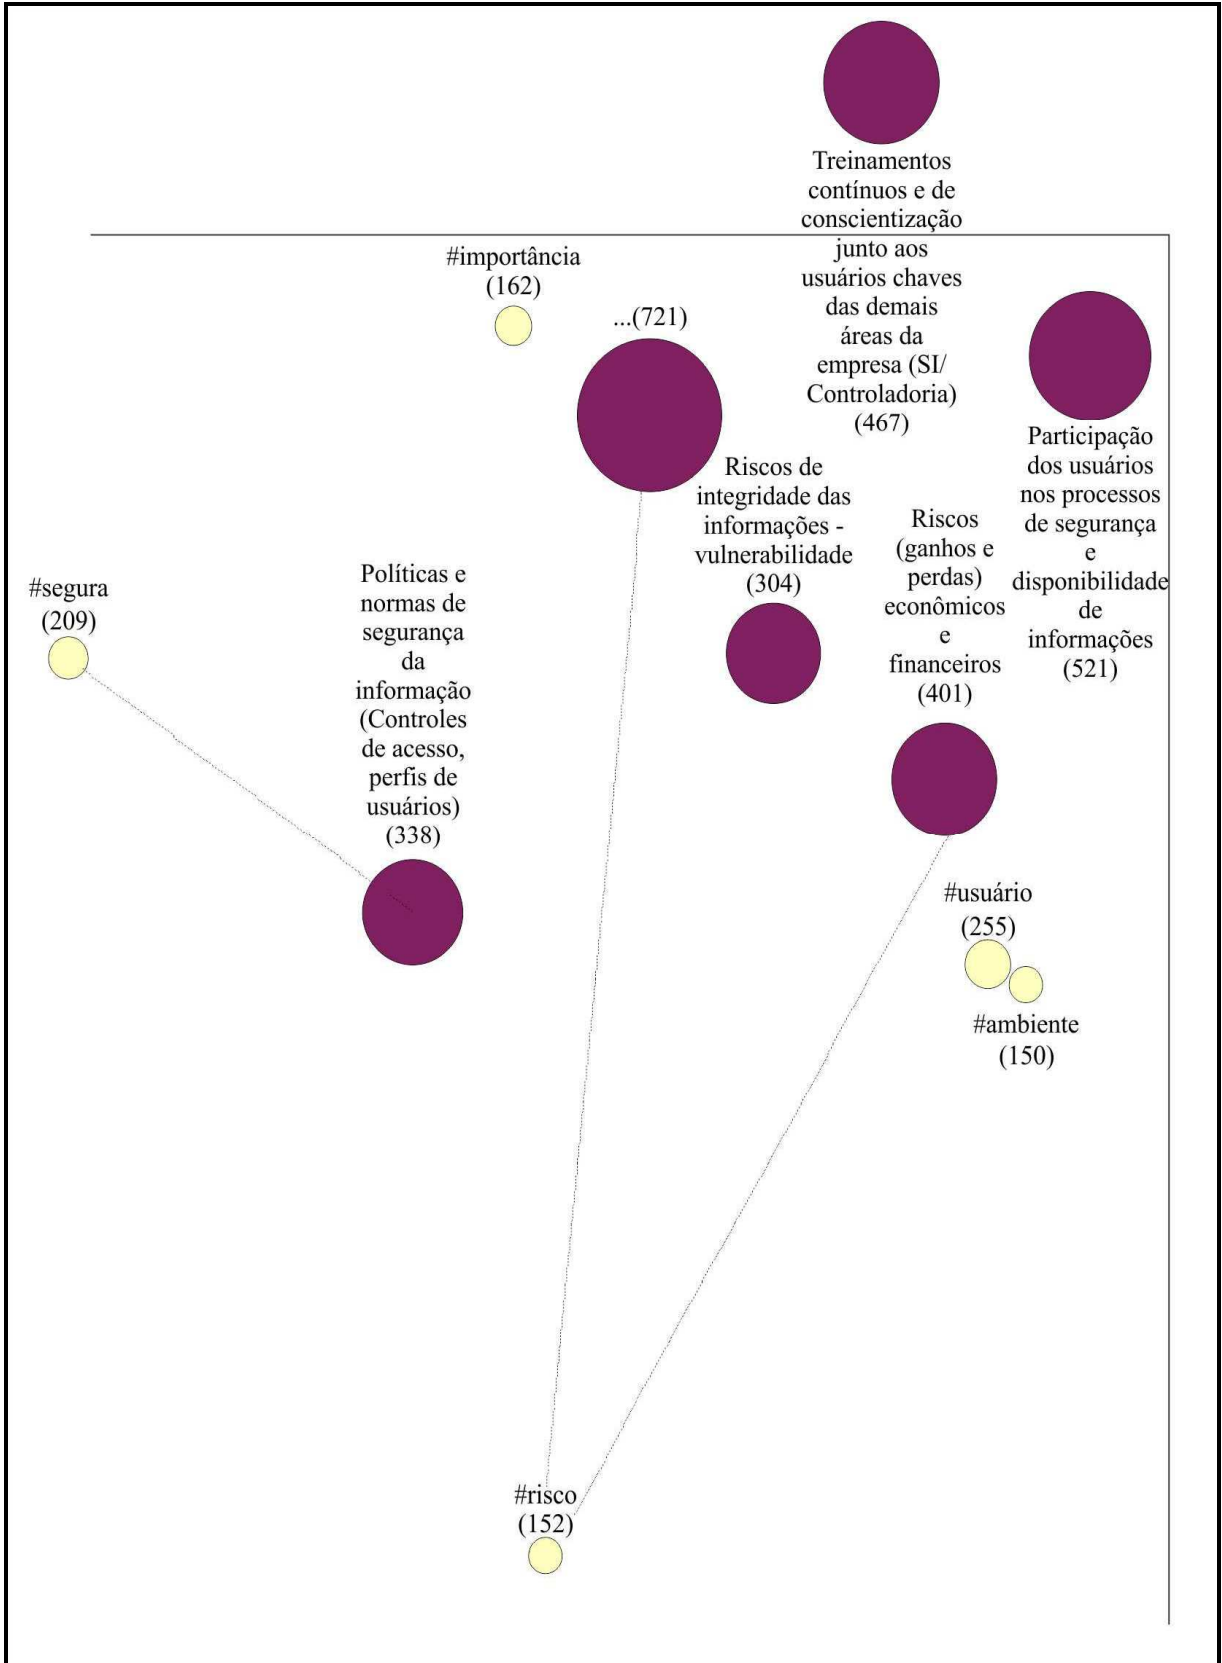 Treinamentos
contínuos e de
conscientização
junto aos
usuários chaves
das demais
áreas da
empresa (SI/
Controladoria)
(467)
#importância
(162)
...(721)
Participação
dos usuários
nos processos
de segurança
e
disponibilidade
de
informações
(521)
Riscos de
integridade das
informações -
vulnerabilidade
(304)
Riscos
(ganhos e
perdas)
econômicos
e
financeiros
(401)
#segura
(209)
Políticas e
normas de
segurança
da
informação
(Controles
de acesso,
perfis de
usuários)
(338)
#usuário
(255)
#ambiente
(150)
#risco
(152)